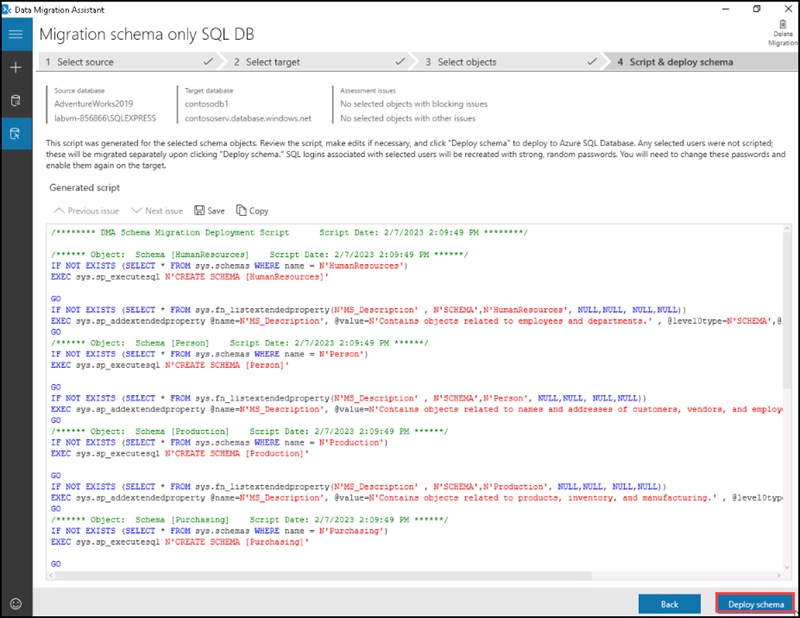 Data Migration Assistant
Migration schema only SQL DB
Delete
Migration
1 Select source
2 Select target
3 Select objects
4 Script & deploy schema
Source database
AdventureWorks2019
labvm-856866\SQLEXPRESS
Target database
contosodb1
contososerv.database.windows.net
Assessment issues
No selected objects with blocking issues
No selected objects with other issues
This script was generated for the selected schema objects. Review the script, make edits if necessary, and click "Deploy schema" to deploy to Azure SQL Database. Any selected users were not scripted;
these will be migrated separately upon clicking "Deploy schema." SQL logins associated with selected users will be recreated with strong, random passwords. You will need to change these passwords and
enable them again on the target.
Generated script
Previous issue Next issue Save Copy
/******** DMA Schema Migration Deployment Script Script Date: 2/7/2023 2:09:49 PM ********/
/****** Object: Schema [HumanResources] Script Date: 2/7/2023 2:09:49 PM ******/
IF NOT EXISTS (SELECT * FROM sys.schemas WHERE name = N'HumanResources')
EXEC sys.sp_executesql N'CREATE SCHEMA [HumanResources]'
GO
IF NOT EXISTS (SELECT * FROM sys.fn_listextendedproperty(N'MS_Description' , N'SCHEMA',N'HumanResources', NULL,NULL, NULL,NULL))
EXEC sys.sp_addextendedproperty @name=N'MS_Description', @value=N'Contains objects related to employees and departments.' , @level0type=N'SCHEMA',@
GO
/****** Object: Schema [Person] Script Date: 2/7/2023 2:09:49 PM ******/
IF NOT EXISTS (SELECT * FROM sys.schemas WHERE name = N'Person')
EXEC sys.sp_executesql N'CREATE SCHEMA [Person]'
GO
IF NOT EXISTS (SELECT * FROM sys.fn_listextendedproperty(N'MS_Description' , N'SCHEMA',N'Person', NULL,NULL, NULL,NULL))
EXEC sys.sp_addextendedproperty @name=N'MS_Description', @value=N'Contains objects related to names and addresses of customers, vendors, and employ
GO
/****** Object: Schema [Production] Script Date: 2/7/2023 2:09:49 PM ******/
IF NOT EXISTS (SELECT * FROM sys.schemas WHERE name = N'Production')
EXEC sys.sp_executesql N'CREATE SCHEMA [Production]'
GO
IF NOT EXISTS (SELECT * FROM sys.fn_listextendedproperty(N'MS_Description' , N'SCHEMA',N'Production', NULL,NULL, NULL,NULL))
EXEC sys.sp_addextendedproperty @name=N'MS_Description', @value=N'Contains objects related to products, inventory, and manufacturing.' , @level0typ
GO
/****** Object: Schema [Purchasing] Script Date: 2/7/2023 2:09:49 PM ******/
IF NOT EXISTS (SELECT * FROM sys.schemas WHERE name = N'Purchasing')
EXEC sys.sp_executesql N'CREATE SCHEMA [Purchasing]'
GO
Back
Deploy schema